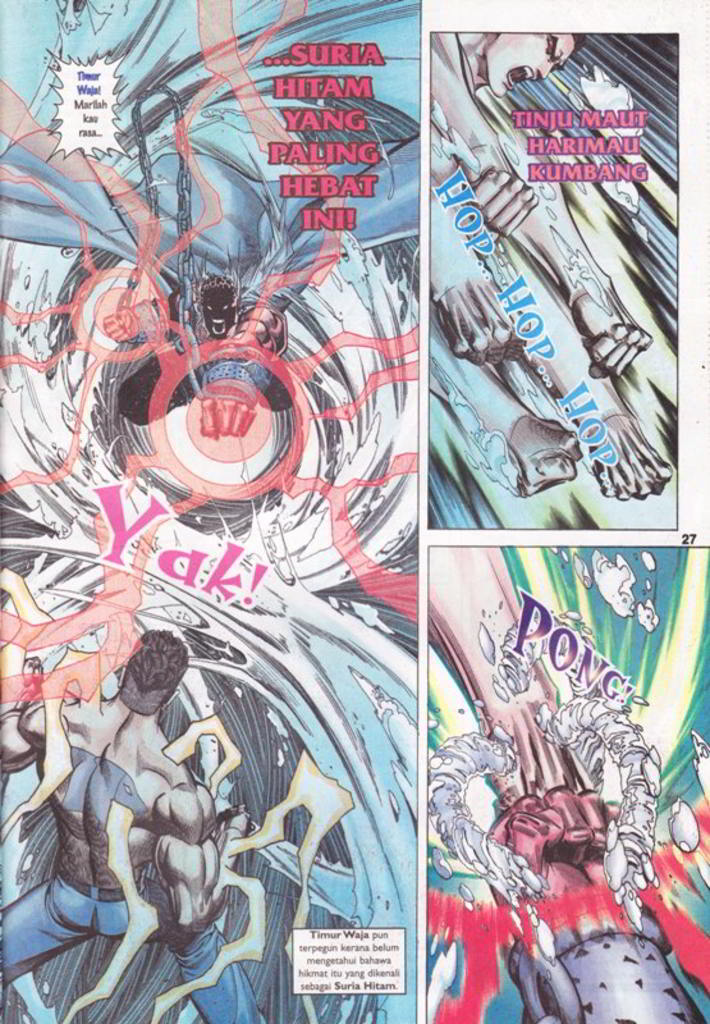 Timur
Waja!
Marilah
kau
rasa...
...SURIA
HITAM
YANG
PALING
HEBAT
INI!
Yak!
Timur Waja pun
terpegun kerana belum
mengetahui bahawa
hikmat itu yang dikenali
sebagai Suria Hitam.
TINJU MAUT
HARIMAU
KUMBANG
HOP... HOP... HOP
27
PONG!